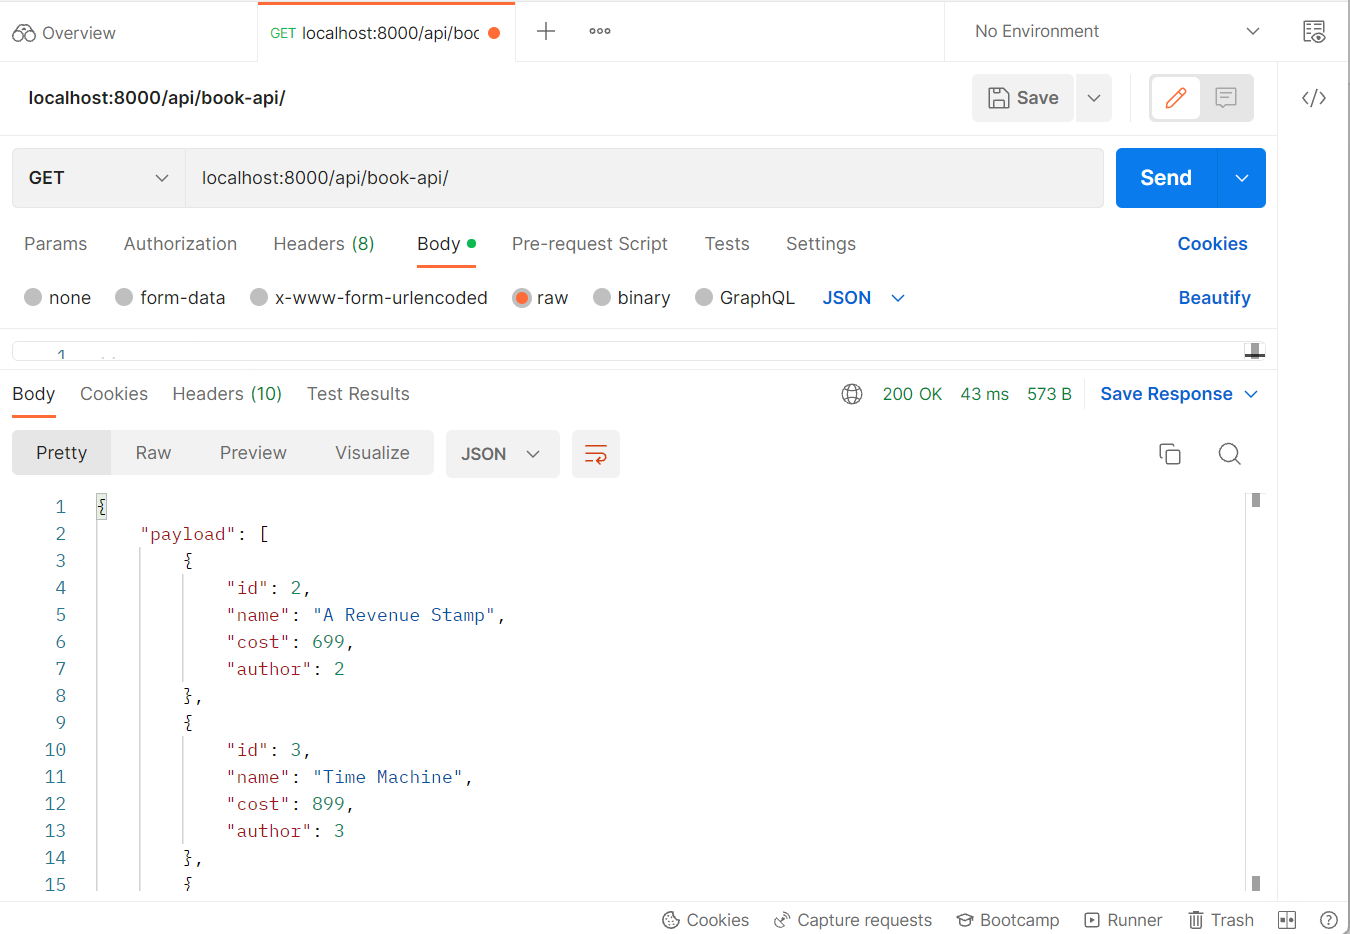 Overview
GET localhost:8000/api/boc
No Environment
localhost:8000/api/book-api/
Save
</>
GET
localhost:8000/api/book-api/
Send
Params Authorization Headers (8) Body Pre-request Script Tests Settings Cookies
none form-data x-www-form-urlencoded raw binary GraphQL JSON Beautify
1
Body Cookies Headers (10) Test Results 200 OK 43 ms 573 B Save Response
Pretty Raw Preview Visualize JSON
1 {
2 "payload": [
3 {
4 "id": 2,
5 "name": "A Revenue Stamp",
6 "cost": 699,
7 "author": 2
8 },
9 {
10 "id": 3,
11 "name": "Time Machine",
12 "cost": 899,
13 "author": 3
14 },
15 {
Cookies Capture requests Bootcamp Runner Trash